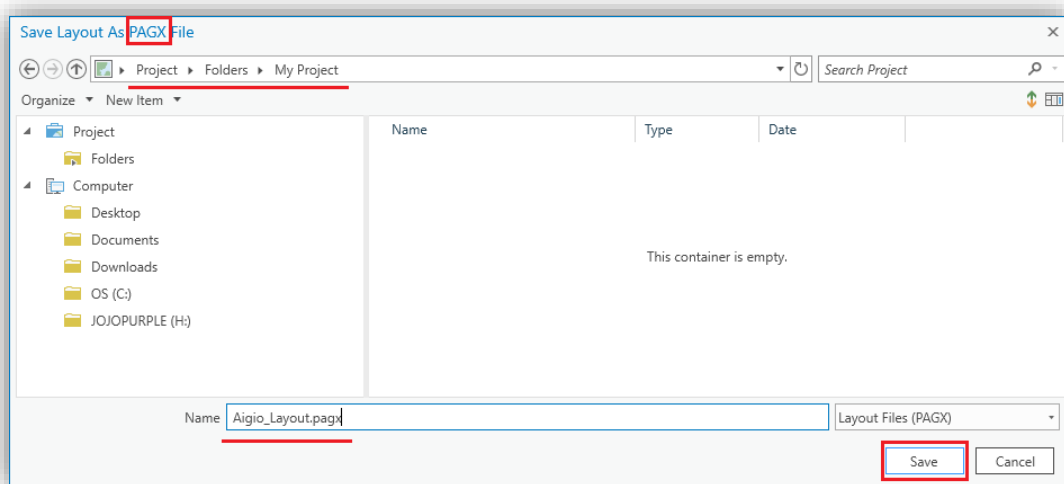 Save Layout As PAGX File
Project Folders My Project
Search Project
Organize New Item
Project
Folders
Computer
Desktop
Documents
Downloads
OS (C:)
JOJOPURPLE (H:)
Name Type Date
This container is empty.
Name Aigio_Layout.pagx
Layout Files (PAGX)
Save Cancel